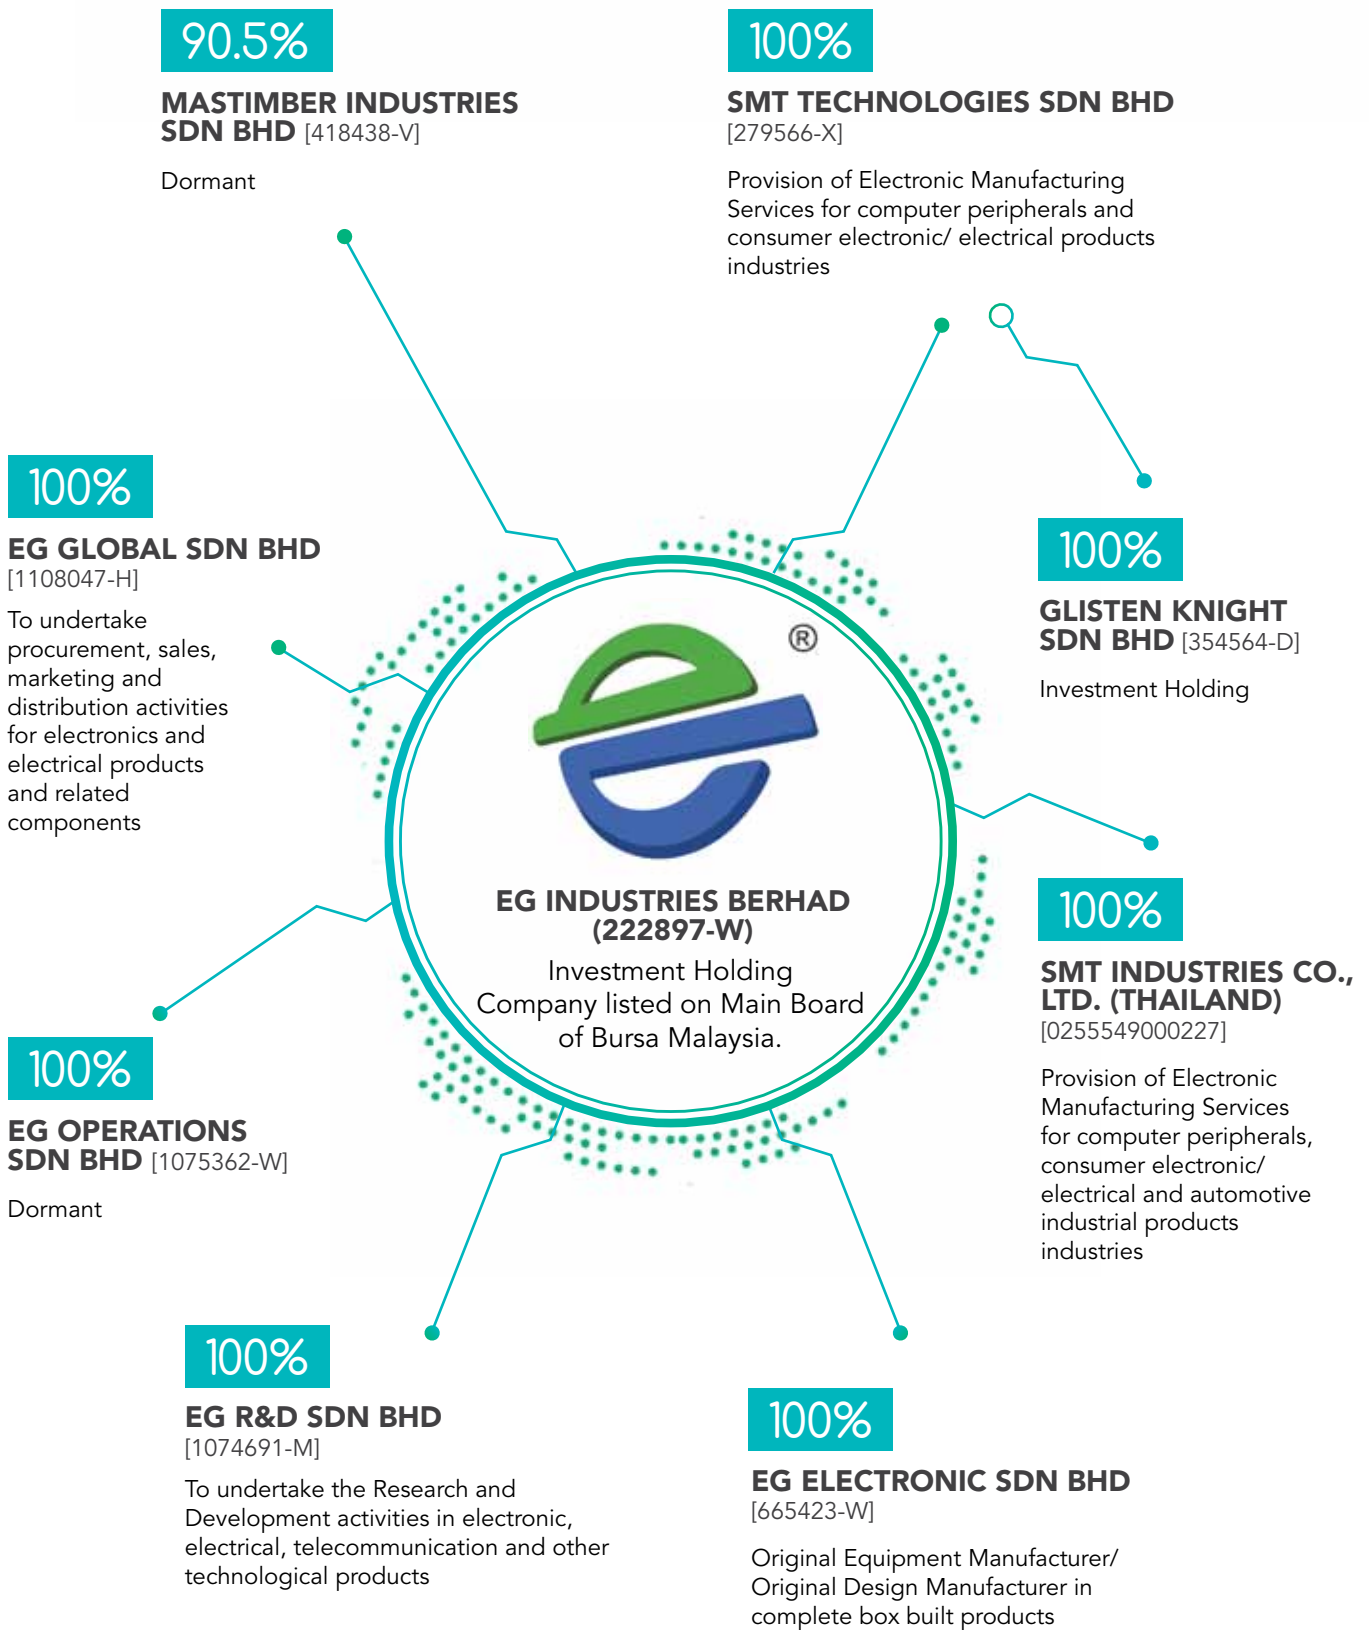 90.5%
MASTIMBER INDUSTRIES
SDN BHD [418438-V]
Dormant
100%
SMT TECHNOLOGIES SDN BHD
[279566-X]
Provision of Electronic Manufacturing
Services for computer peripherals and
consumer electronic/ electrical products
industries
100%
EG GLOBAL SDN BHD
[1108047-H]
To undertake
procurement, sales,
marketing and
distribution activities
for electronics and
electrical products
and related
components
100%
GLISTEN KNIGHT
SDN BHD [354564-D]
Investment Holding
®
EG INDUSTRIES BERHAD
(222897-W)
Investment Holding
Company listed on Main Board
of Bursa Malaysia.
100%
SMT INDUSTRIES CO.,
LTD. (THAILAND)
[0255549000227]
Provision of Electronic
Manufacturing Services
for computer peripherals,
consumer electronic/
electrical and automotive
industrial products
industries
100%
EG OPERATIONS
SDN BHD [1075362-W]
Dormant
100%
EG R&D SDN BHD
[1074691-M]
To undertake the Research and
Development activities in electronic,
electrical, telecommunication and other
technological products
100%
EG ELECTRONIC SDN BHD
[665423-W]
Original Equipment Manufacturer/
Original Design Manufacturer in
complete box built products